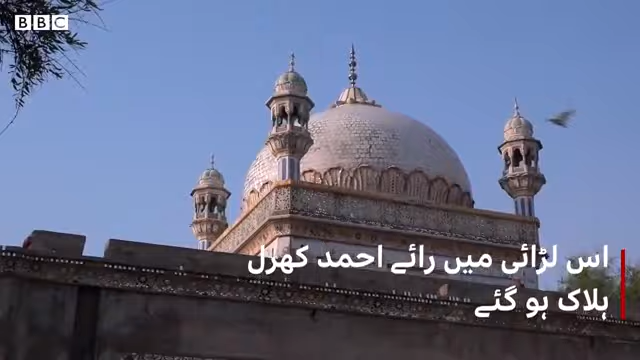 BBC
اس لڑائی میں رائے احمد کھرل
ہلاک ہو گئے